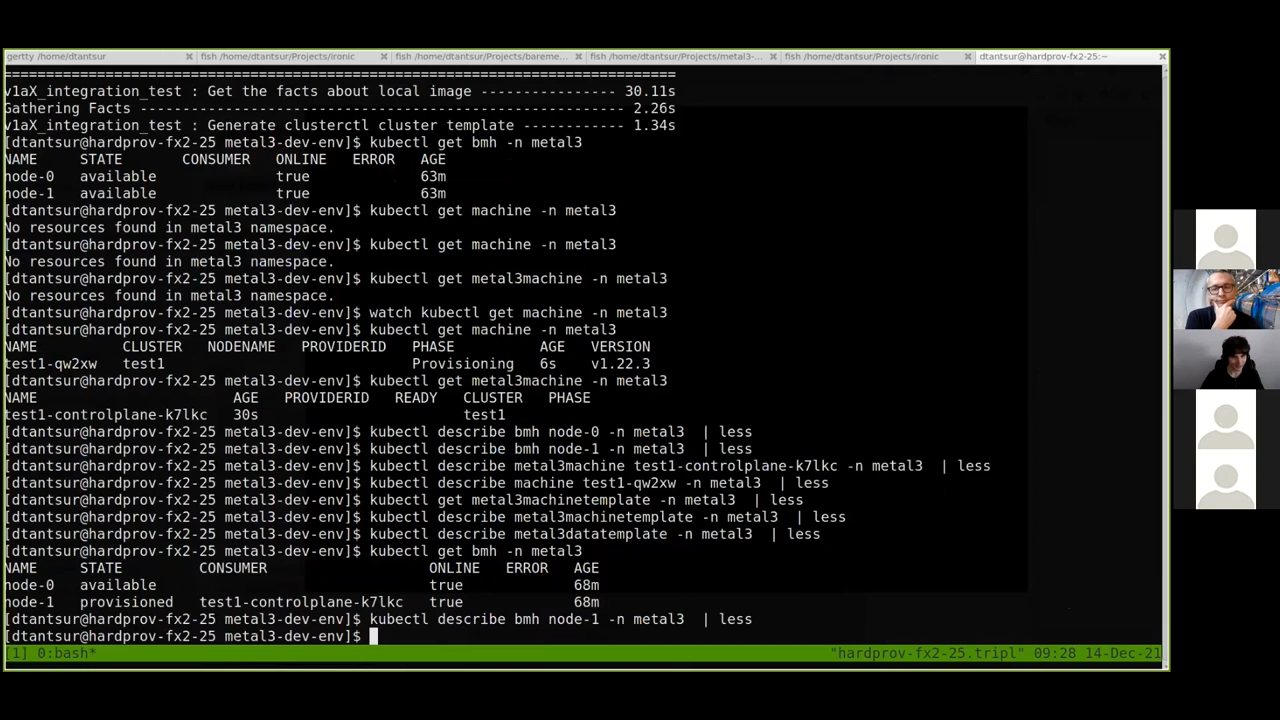 gertty /home/dtantsur
fish /home/dtantsur/Projects/ironic
fish /home/dtantsur/Projects/bareme...
fish /home/dtantsur/Projects/metal3-...
fish /home/dtantsur/Projects/ironic
dtantsur@hardprov-fx2-25:~
===============================================================================
v1aX_integration_test : Get the facts about local image ---------------- 30.11s
Gathering Facts --------------------------------------------------------- 2.26s
v1aX_integration_test : Generate clusterctl cluster template ------------ 1.34s
[dtantsur@hardprov-fx2-25 metal3-dev-env]$ kubectl get bmh -n metal3
NAME     STATE       CONSUMER   ONLINE   ERROR   AGE
node-0   available              true             63m
node-1   available              true             63m
[dtantsur@hardprov-fx2-25 metal3-dev-env]$ kubectl get machine -n metal3
No resources found in metal3 namespace.
[dtantsur@hardprov-fx2-25 metal3-dev-env]$ kubectl get machine -n metal3
No resources found in metal3 namespace.
[dtantsur@hardprov-fx2-25 metal3-dev-env]$ kubectl get metal3machine -n metal3
No resources found in metal3 namespace.
[dtantsur@hardprov-fx2-25 metal3-dev-env]$ watch kubectl get machine -n metal3
[dtantsur@hardprov-fx2-25 metal3-dev-env]$ kubectl get machine -n metal3
NAME          CLUSTER   NODENAME   PROVIDERID   PHASE          AGE   VERSION
test1-qw2xw   test1                             Provisioning   6s    v1.22.3
[dtantsur@hardprov-fx2-25 metal3-dev-env]$ kubectl get metal3machine -n metal3
NAME                       AGE   PROVIDERID   READY   CLUSTER   PHASE
test1-controlplane-k7lkc   30s                        test1
[dtantsur@hardprov-fx2-25 metal3-dev-env]$ kubectl describe bmh node-0 -n metal3  | less
[dtantsur@hardprov-fx2-25 metal3-dev-env]$ kubectl describe bmh node-1 -n metal3  | less
[dtantsur@hardprov-fx2-25 metal3-dev-env]$ kubectl describe metal3machine test1-controlplane-k7lkc -n metal3  | less
[dtantsur@hardprov-fx2-25 metal3-dev-env]$ kubectl describe machine test1-qw2xw -n metal3  | less
[dtantsur@hardprov-fx2-25 metal3-dev-env]$ kubectl get metal3machinetemplate -n metal3  | less
[dtantsur@hardprov-fx2-25 metal3-dev-env]$ kubectl describe metal3machinetemplate -n metal3  | less
[dtantsur@hardprov-fx2-25 metal3-dev-env]$ kubectl describe metal3datatemplate -n metal3  | less
[dtantsur@hardprov-fx2-25 metal3-dev-env]$ kubectl get bmh -n metal3
NAME     STATE         CONSUMER                   ONLINE   ERROR   AGE
node-0   available                                true             68m
node-1   provisioned   test1-controlplane-k7lkc   true             68m
[dtantsur@hardprov-fx2-25 metal3-dev-env]$ kubectl describe bmh node-1 -n metal3  | less
[dtantsur@hardprov-fx2-25 metal3-dev-env]$
[1] 0:bash* "hardprov-fx2-25.tripl" 09:28 14-Dec-21